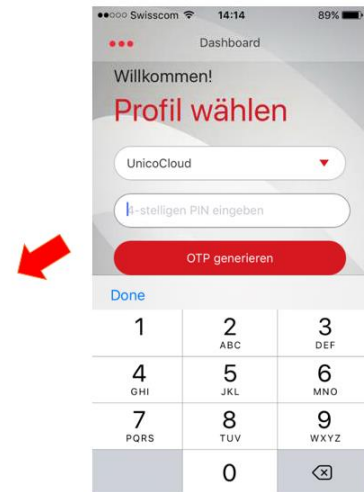 Swisscom 14:14 89%
Dashboard
Willkommen!
Profil wählen
UnicoCloud
4-stelligen PIN eingeben
OTP generieren
Done
1 2 3
ABC DEF
4 5 6
GHI JKL MNO
7 8 9
PQRS TUV WXYZ
0